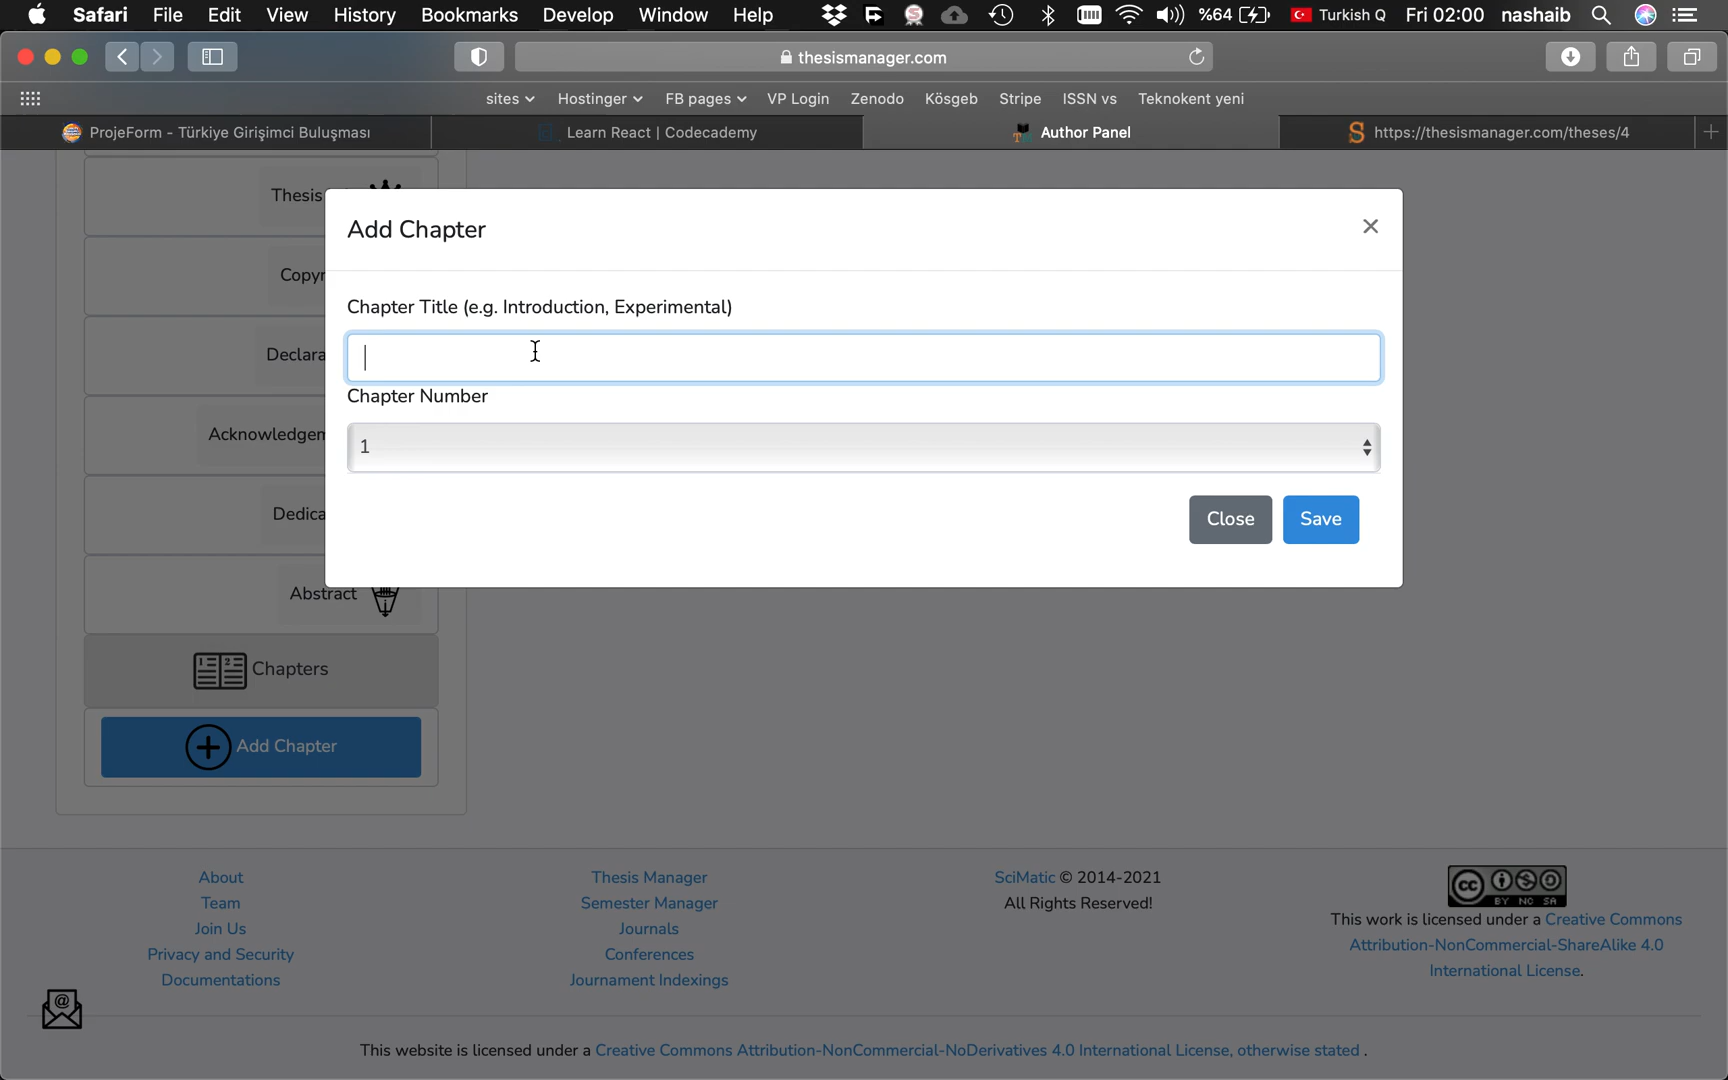 Safari File Edit View History Bookmarks Develop Window Help %64 Turkish Q Fri 02:00 nashaib
thesismanager.com
sites Hostinger FB pages VP Login Zenodo Kösgeb Stripe ISSN vs Teknokent yeni
ProjeForm - Türkiye Girişimci Buluşması Learn React | Codecademy Author Panel https://thesismanager.com/theses/4
Thesis
Add Chapter
Copyr
Chapter Title (e.g. Introduction, Experimental)
Declara
Chapter Number
Acknowledgem
1
Dedica
Close Save
Abstract
Chapters
Add Chapter
About
Team
Join Us
Privacy and Security
Documentations
Thesis Manager
Semester Manager
Journals
Conferences
Journament Indexings
SciMatic © 2014-2021
All Rights Reserved!
CC BY NC SA
This work is licensed under a Creative Commons
Attribution-NonCommercial-ShareAlike 4.0
International License.
This website is licensed under a Creative Commons Attribution-NonCommercial-NoDerivatives 4.0 International License, otherwise stated .